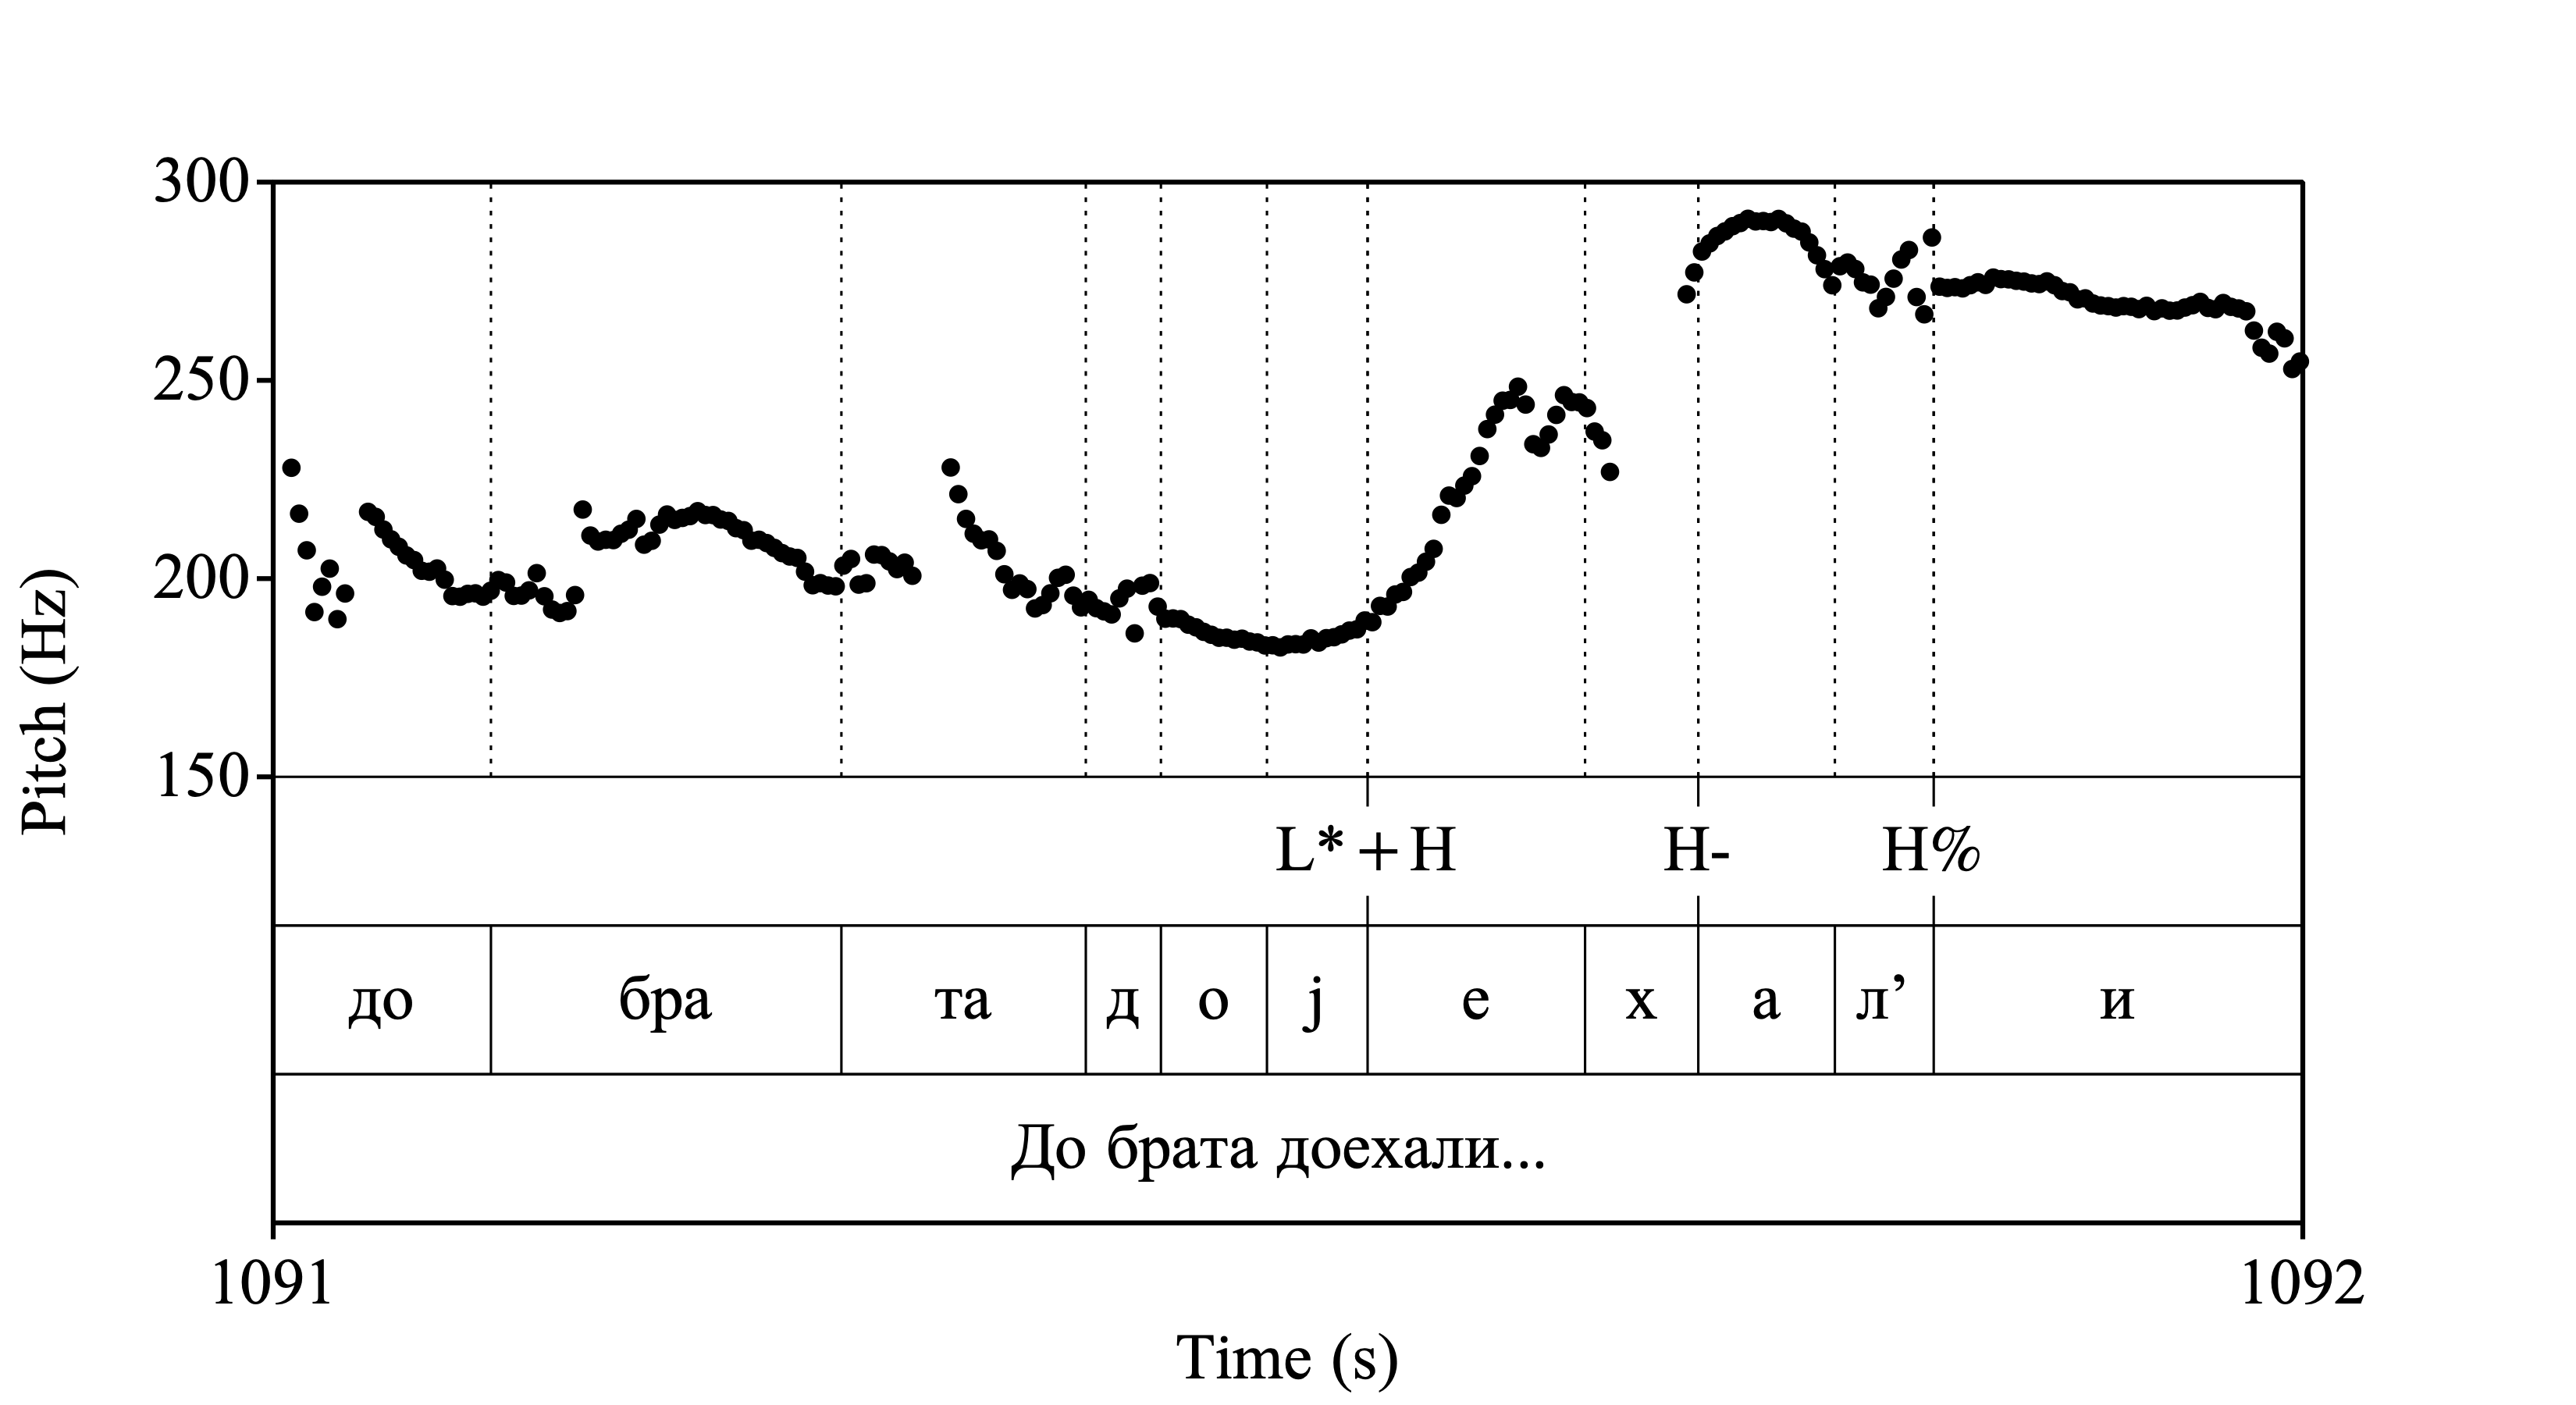 300
250
200
150
Pitch (Hz)
L*+H H- H%
до бра та д о j е х а л’ и
До брата доехали...
1091 1092
Time (s)